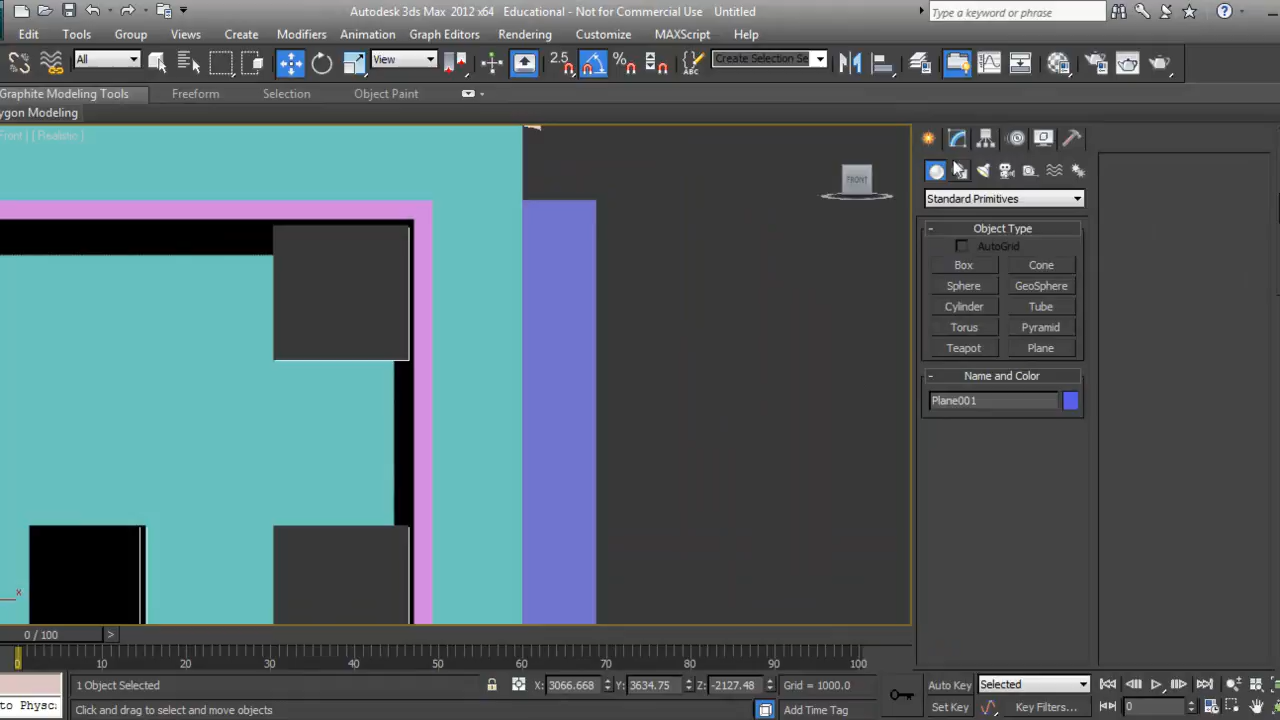 Autodesk 3ds Max 2012 x64 Educational - Not for Commercial Use Untitled
Type a keyword or phrase
Edit Tools Group Views Create Modifiers Animation Graph Editors Rendering Customize MAXScript Help
All View 2.5 Create Selection Se
Graphite Modeling Tools Freeform Selection Object Paint
ygon Modeling
Front | [ Realistic ]
FRONT
Standard Primitives
- Object Type
AutoGrid
Box Cone
Sphere GeoSphere
Cylinder Tube
Torus Pyramid
Teapot Plane
- Name and Color
Plane001
x
0 / 100 >
0 10 20 30 40 50 60 70 80 90 100
1 Object Selected X: 3066.668 Y: 3634.75 Z: -2127.48 Grid = 1000.0 Auto Key Selected
to Physc Click and drag to select and move objects Add Time Tag Set Key Key Filters... 0